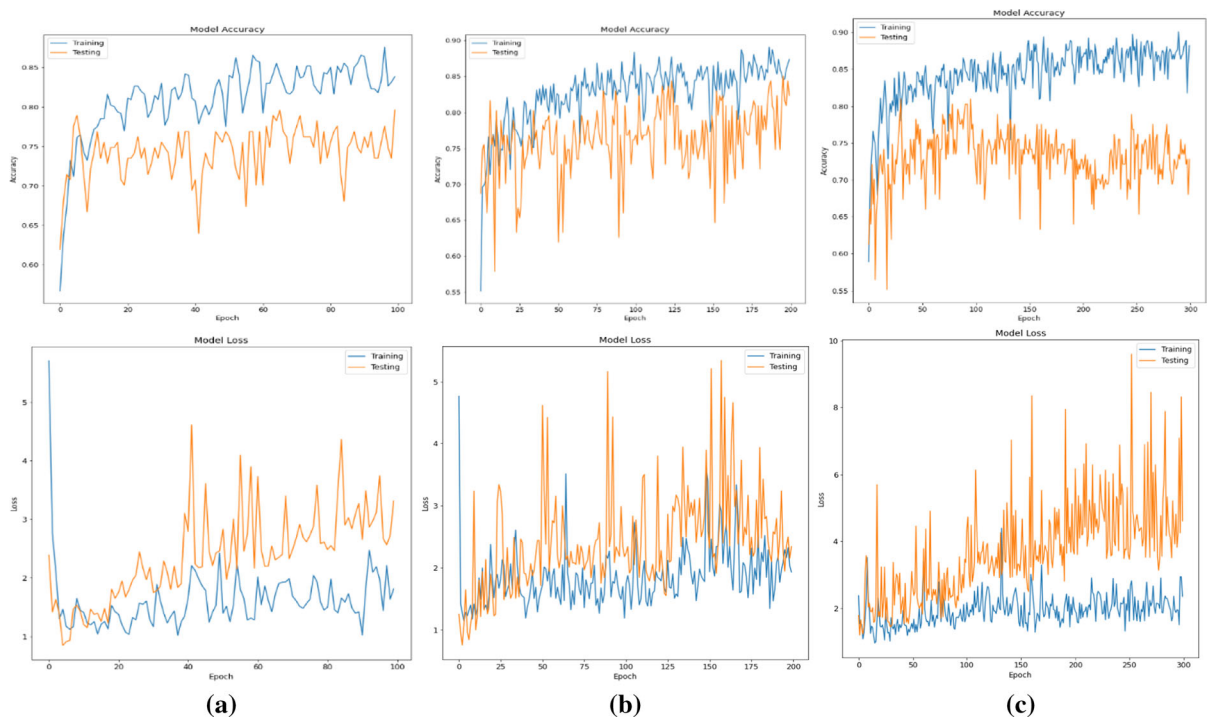 Model Accuracy
Training
Testing
Accuracy
0.85
0.80
0.75
0.70
0.65
0.60
0 20 40 60 80 100
Epoch
Model Accuracy
Training
Testing
Accuracy
0.90
0.85
0.80
0.75
0.70
0.65
0.60
0.55
0 25 50 75 100 125 150 175 200
Epoch
Model Accuracy
Training
Testing
Accuracy
0.90
0.85
0.80
0.75
0.70
0.65
0.60
0.55
0 50 100 150 200 250 300
Epoch
Model Loss
Training
Testing
Loss
5
4
3
2
1
0 20 40 60 80 100
Epoch
Model Loss
Training
Testing
Loss
5
4
3
2
1
0 25 50 75 100 125 150 175 200
Epoch
Model Loss
Training
Testing
Loss
10
8
6
4
2
0 50 100 150 200 250 300
Epoch
(a) (b) (c)